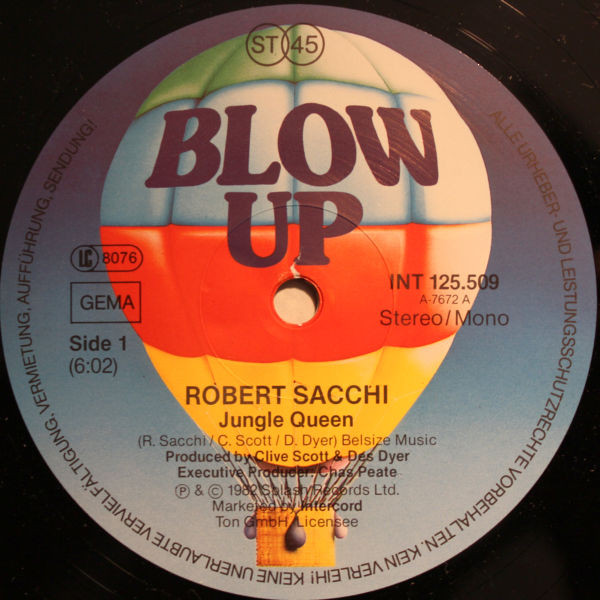 ST 45
BLOW
UP
LC 8076
GEMA
Side 1
(6:02)
INT 125.509
A-7672 A
Stereo/Mono
ROBERT SACCHI
Jungle Queen
(R. Sacchi / C. Scott / D. Dyer) Belsize Music
Produced by Clive Scott & Des Dyer
Executive Producer: Chas Peate
℗ & © 1982 Splash Records Ltd.
Marketed by Intercord
Ton GmbH, Licensee
ALLE URHEBER- UND LEISTUNGSSCHUTZRECHTE VORBEHALTEN. KEIN VERLEIH! KEINE UNERLAUBTE VERVIELFÄLTIGUNG, VERMIETUNG, AUFFÜHRUNG, SENDUNG!